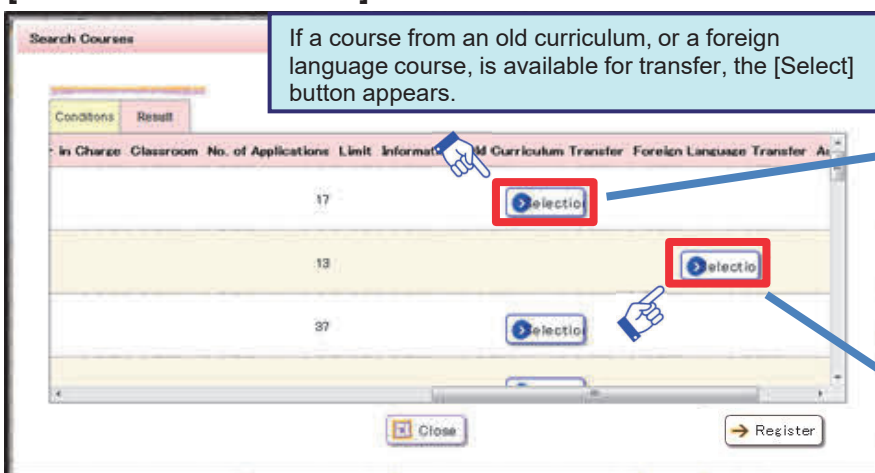 Search Courses
If a course from an old curriculum, or a foreign
language course, is available for transfer, the [Select]
button appears.
Conditions Result
in Charge Classroom No. of Applications Limit Informat ld Curriculum Transfer Foreign Language Transfer
17 electio
13 electio
37 electio
Close Register